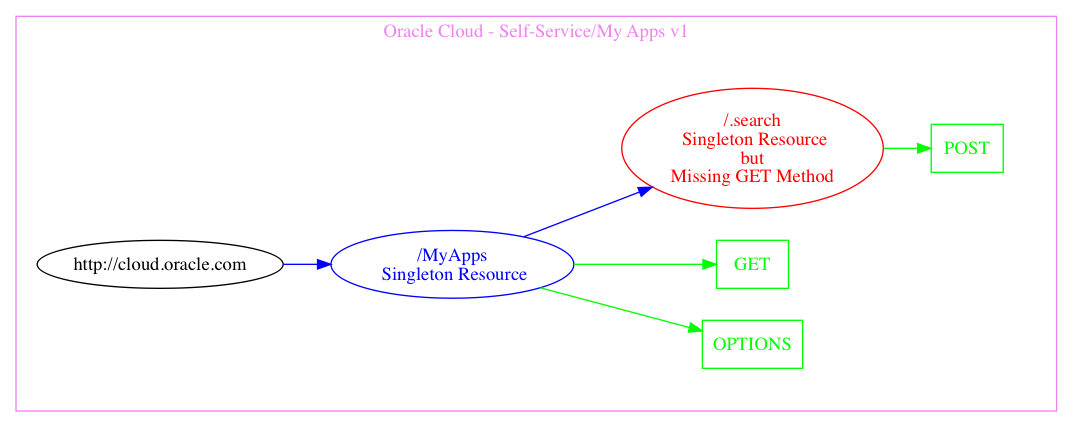 Oracle Cloud - Self-Service/My Apps v1
/.search
Singleton Resource
but
Missing GET Method
POST
http://cloud.oracle.com
/MyApps
Singleton Resource
GET
OPTIONS